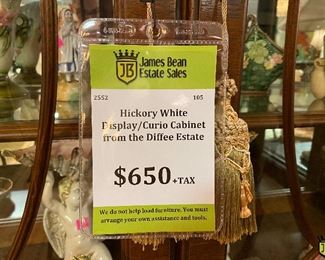 JB
James Bean
Estate Sales
2552 105
Hickory White
Display/Curio Cabinet
from the Diffee Estate
$650+TAX
We do not help load furniture. You must
arrange your own assistance and tools.